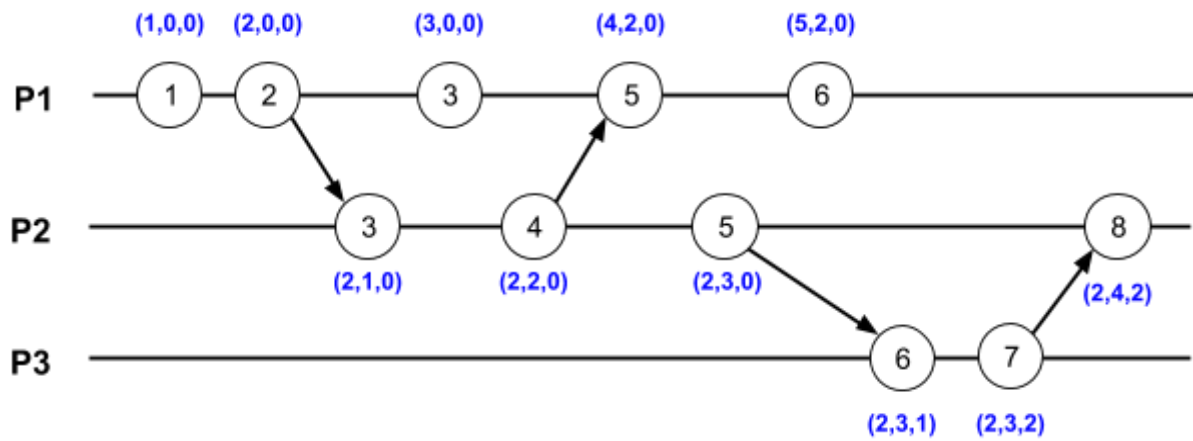 (1,0,0) (2,0,0) (3,0,0) (4,2,0) (5,2,0)
P1 1 2 3 5 6
P2 3 4 5 8
(2,1,0) (2,2,0) (2,3,0) (2,4,2)
P3 6 7
(2,3,1) (2,3,2)